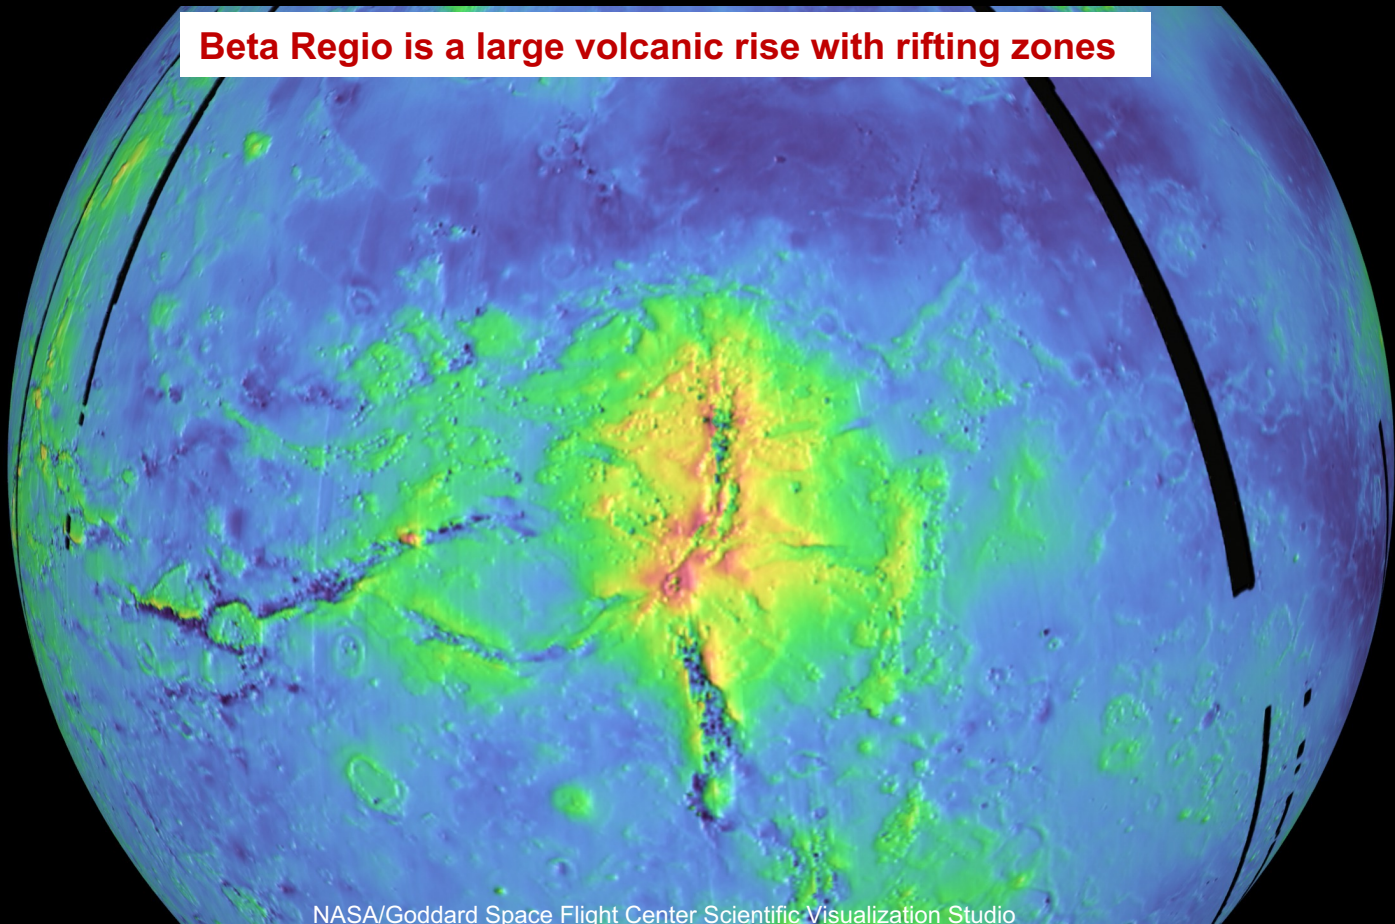 Beta Regio is a large volcanic rise with rifting zones
NASA/Goddard Space Flight Center Scientific Visualization Studio